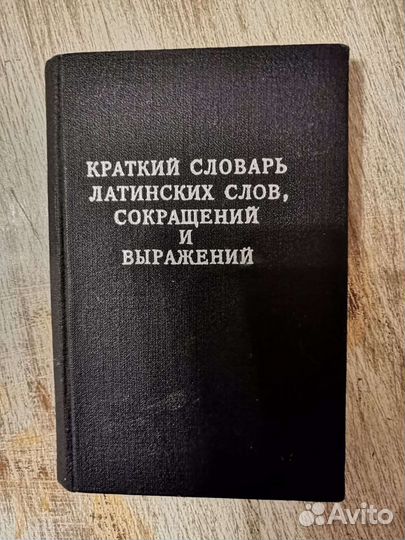 КРАТКИЙ СЛОВАРЬ
ЛАТИНСКИХ СЛОВ,
СОКРАЩЕНИЙ
И
ВЫРАЖЕНИЙ
Avito